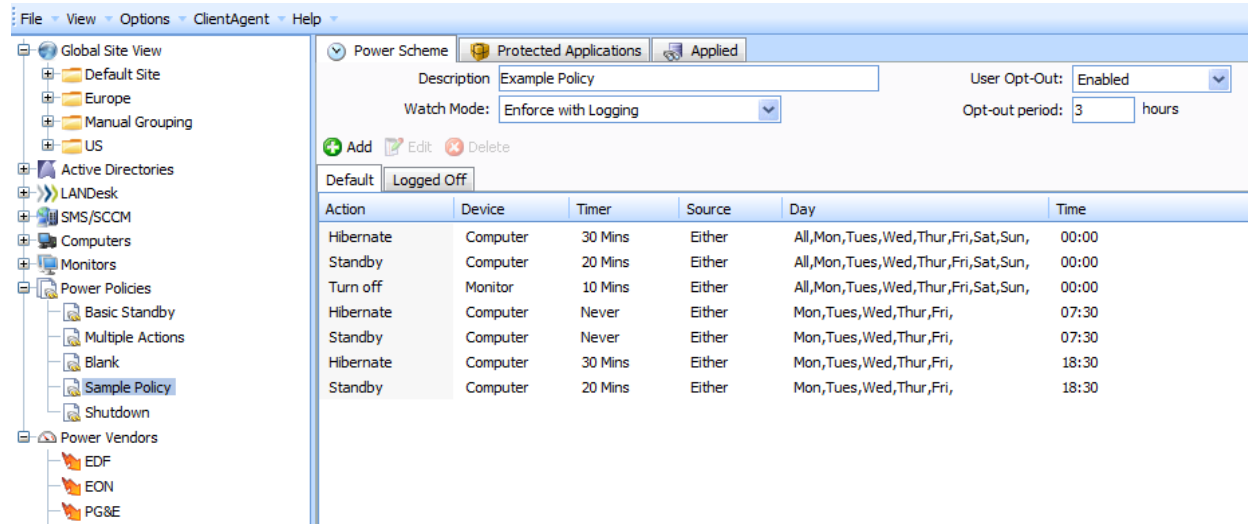 File View Options ClientAgent Help
Global Site View
Default Site
Europe
Manual Grouping
US
Active Directories
LANDesk
SMS/SCCM
Computers
Monitors
Power Policies
Basic Standby
Multiple Actions
Blank
Sample Policy
Shutdown
Power Vendors
EDF
EON
PG&E
Power Scheme Protected Applications Applied
Description Example Policy User Opt-Out: Enabled
Watch Mode: Enforce with Logging Opt-out period: 3 hours
Add Edit Delete
Default Logged Off
Action Device Timer Source Day Time
Hibernate Computer 30 Mins Either All,Mon,Tues,Wed,Thur,Fri,Sat,Sun, 00:00
Standby Computer 20 Mins Either All,Mon,Tues,Wed,Thur,Fri,Sat,Sun, 00:00
Turn off Monitor 10 Mins Either All,Mon,Tues,Wed,Thur,Fri,Sat,Sun, 00:00
Hibernate Computer Never Either Mon,Tues,Wed,Thur,Fri, 07:30
Standby Computer Never Either Mon,Tues,Wed,Thur,Fri, 07:30
Hibernate Computer 30 Mins Either Mon,Tues,Wed,Thur,Fri, 18:30
Standby Computer 20 Mins Either Mon,Tues,Wed,Thur,Fri, 18:30